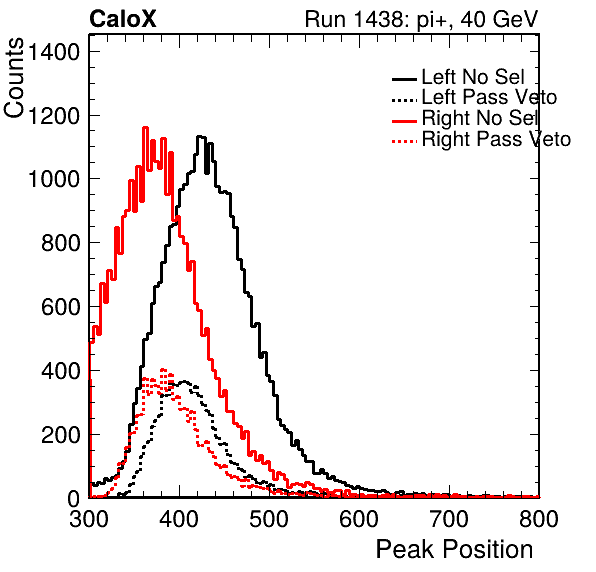 CaloX Run 1438: pi+, 40 GeV
Counts
1400
1200
1000
800
600
400
200
0
Left No Sel
Left Pass Veto
Right No Sel
Right Pass Veto
300 400 500 600 700 800
Peak Position